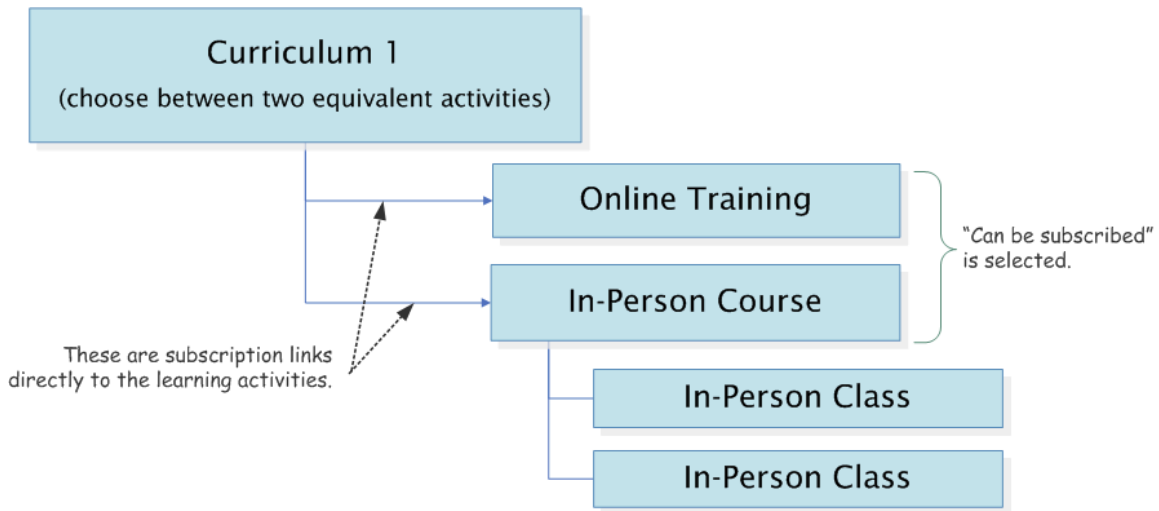 Curriculum 1
(choose between two equivalent activities)
Online Training
“Can be subscribed”
is selected.
In-Person Course
These are subscription links
directly to the learning activities.
In-Person Class
In-Person Class